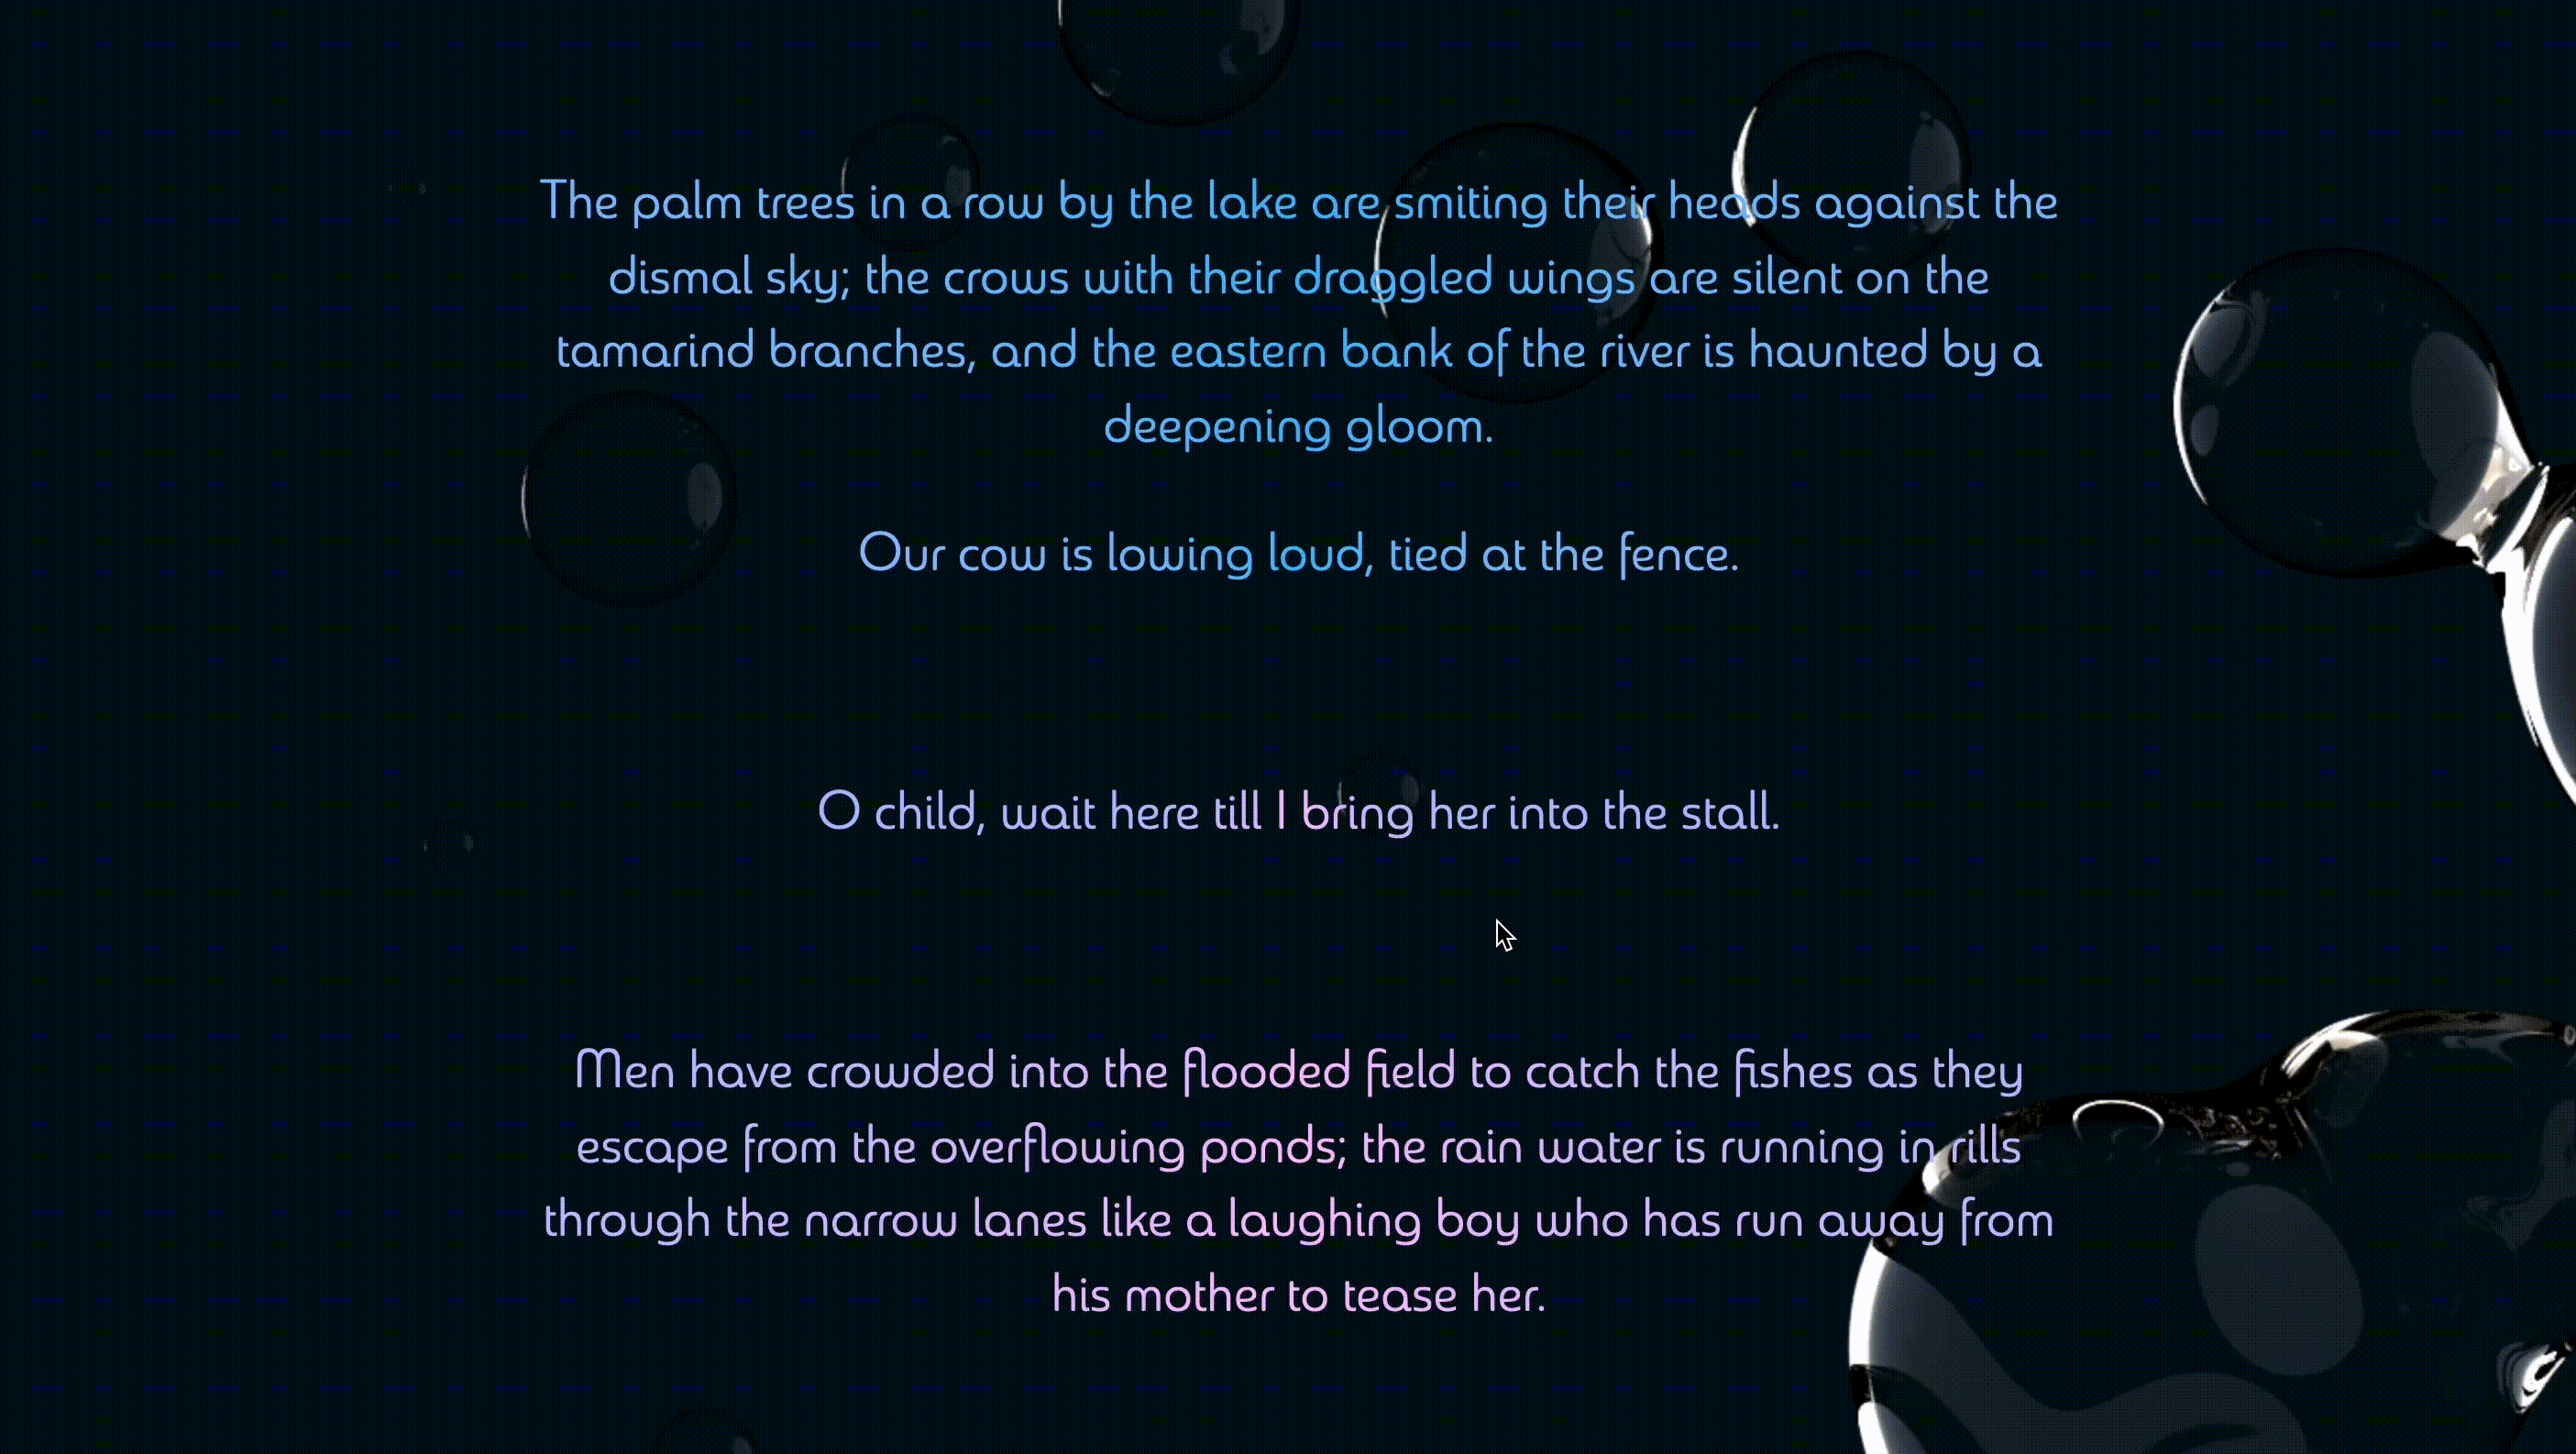 The palm trees in a row by the lake are smiting their heads against the
dismal sky; the crows with their draggled wings are silent on the
tamarind branches, and the eastern bank of the river is haunted by a
deepening gloom.
Our cow is lowing loud, tied at the fence.
O child, wait here till I bring her into the stall.
Men have crowded into the flooded field to catch the fishes as they
escape from the overflowing ponds; the rain water is running in rills
through the narrow lanes like a laughing boy who has run away from
his mother to tease her.